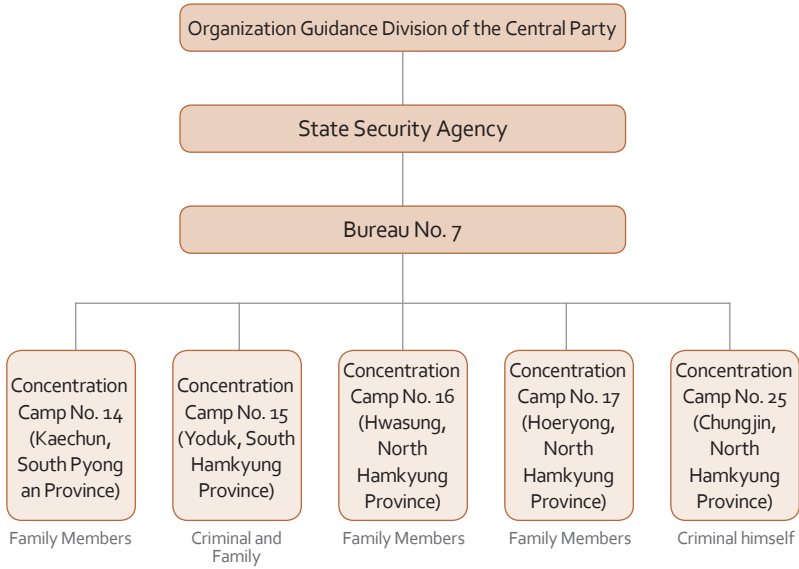 Organization Guidance Division of the Central Party
State Security Agency
Bureau No. 7
Concentration
Camp No. 14
(Kaechun,
South Pyong
an Province)
Family Members
Concentration
Camp No. 15
(Yoduk, South
Hamkyung
Province)
Criminal and
Family
Concentration
Camp No. 16
(Hwasung,
North
Hamkyung
Province)
Family Members
Concentration
Camp No. 17
(Hoeryong,
North
Hamkyung
Province)
Family Members
Concentration
Camp No. 25
(Chungjin,
North
Hamkyung
Province)
Criminal himself